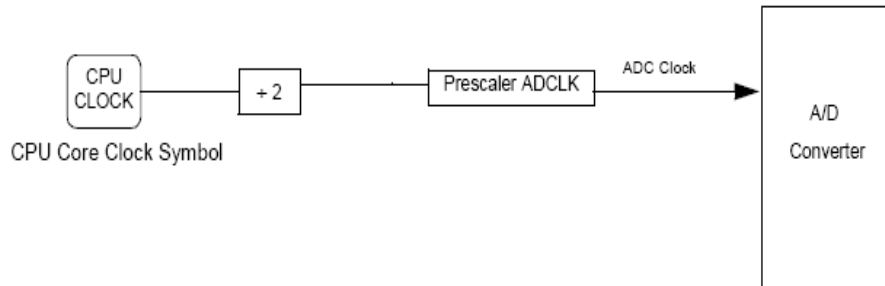 CPU
CLOCK
÷ 2
Prescaler ADCLK
ADC Clock
A/D
Converter
CPU Core Clock Symbol